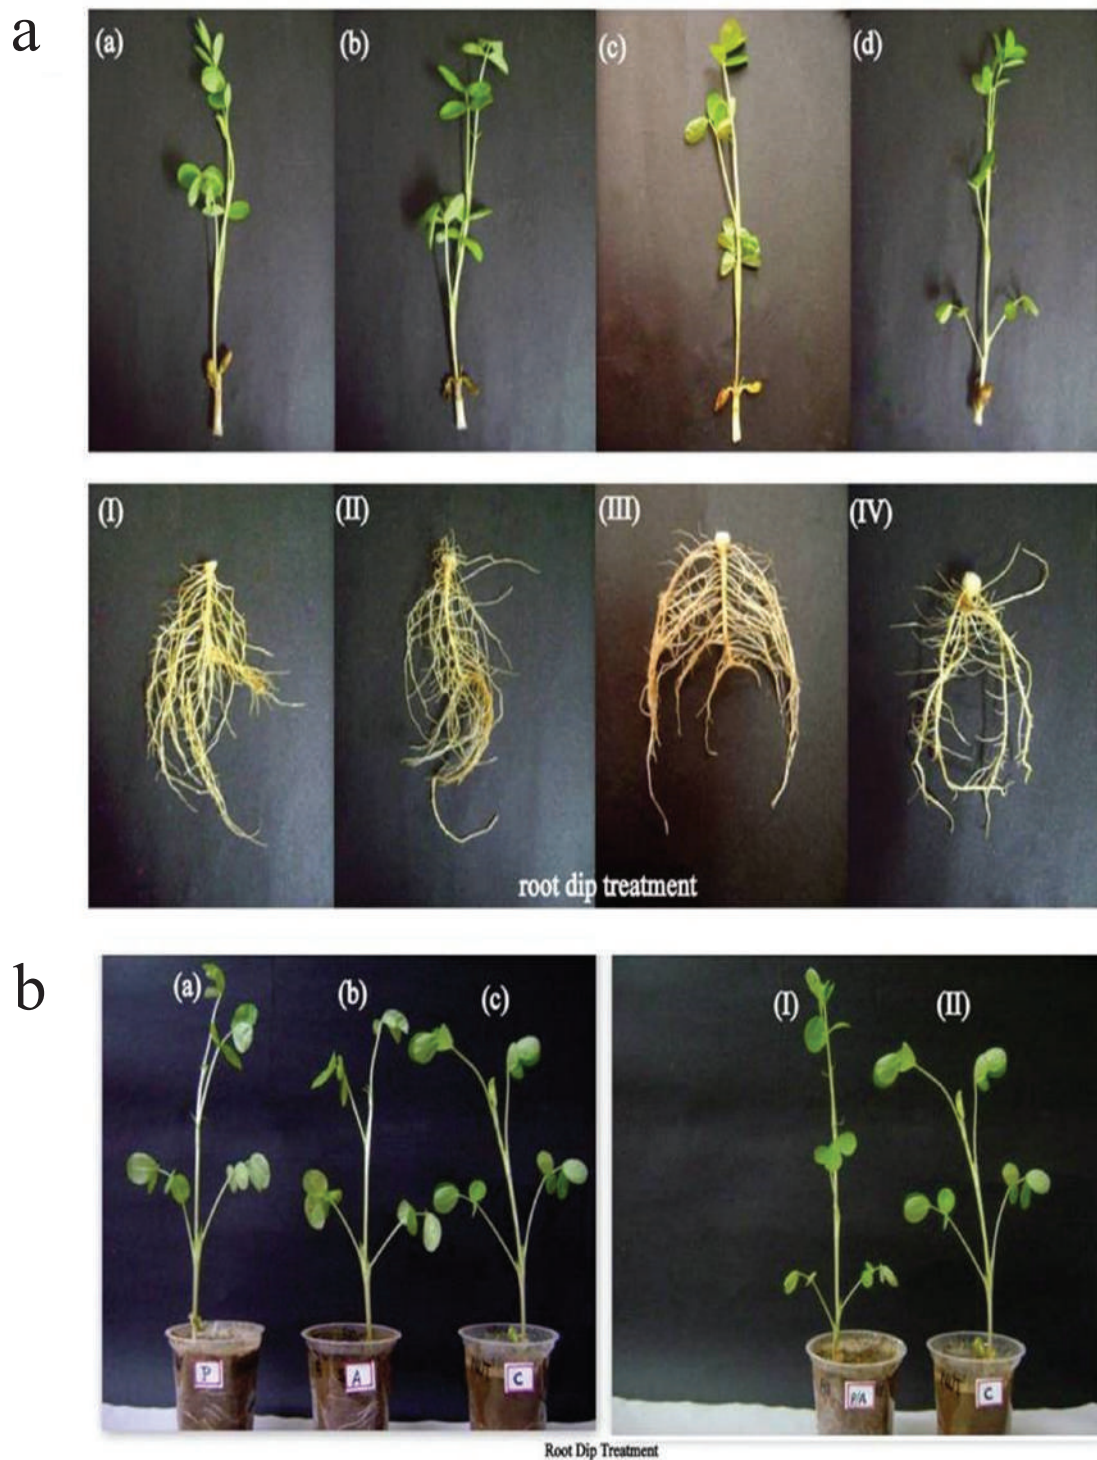 a
(a) (b) (c) (d)
(I) (II) (III) (IV)
root dip treatment
b
(a) (b) (c)
(I) (II)
P A C
P/A C
Root Dip Treatment